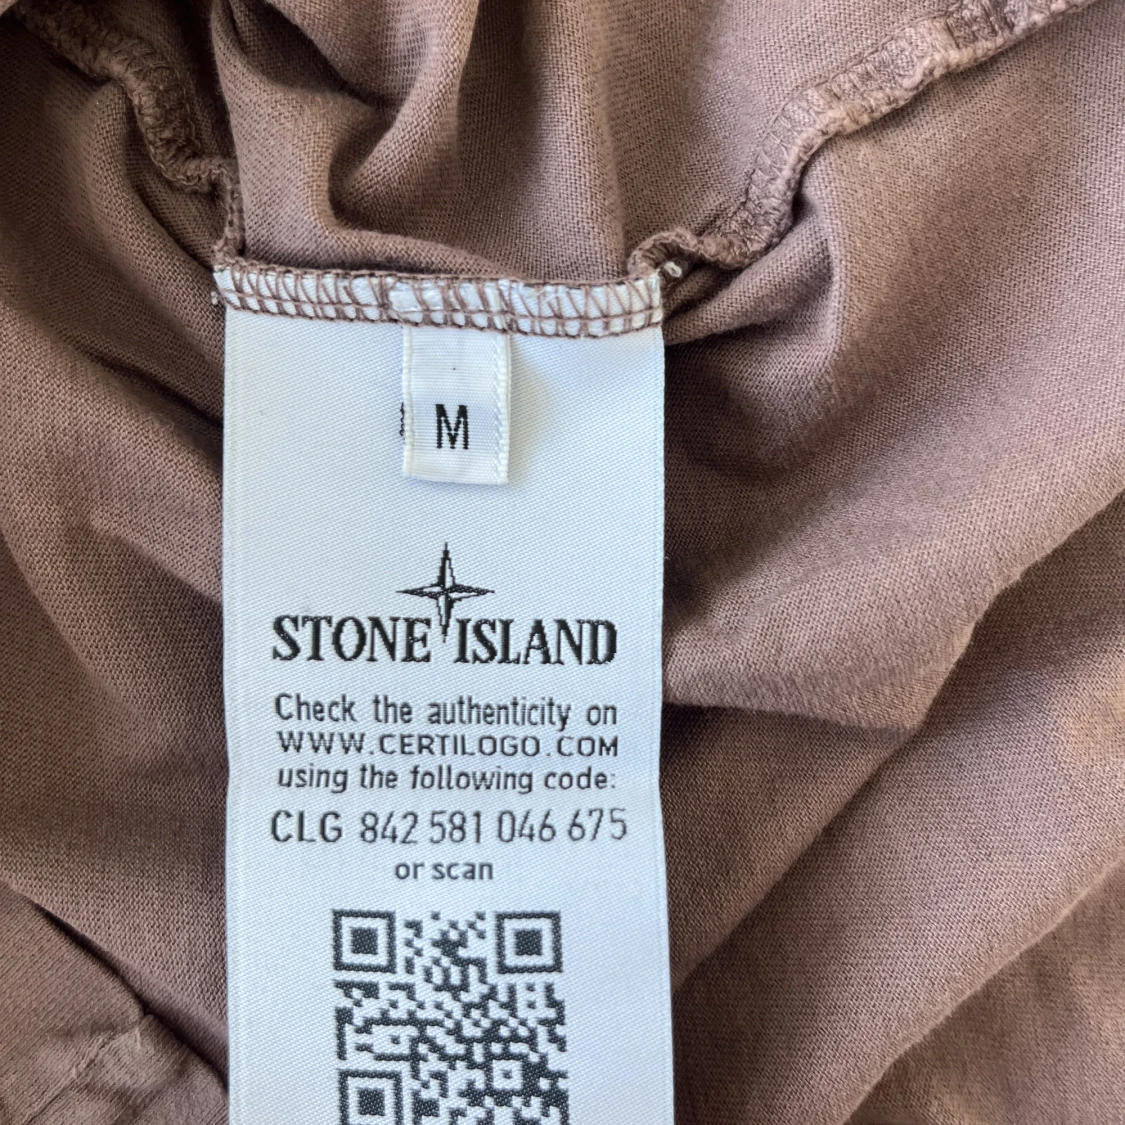 M
STONE ISLAND
Check the authenticity on
WWW.CERTILOGO.COM
using the following code:
CLG 842 581 046 675
or scan